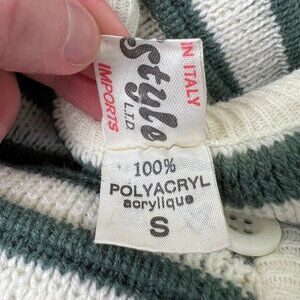 IN ITALY
Style
LTD
IMPORTS
100%
POLYACRYL
acrylique
S